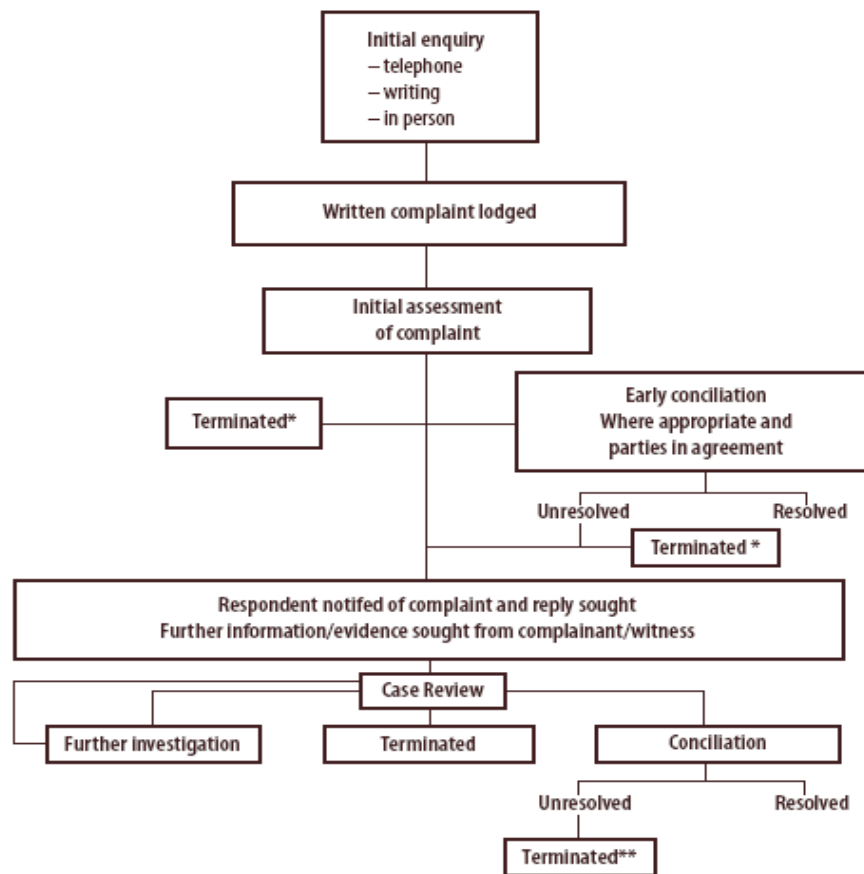 Initial enquiry
– telephone
– writing
– in person
Written complaint lodged
Initial assessment
of complaint
Terminated*
Early conciliation
Where appropriate and
parties in agreement
Unresolved
Resolved
Terminated *
Respondent notifed of complaint and reply sought
Further information/evidence sought from complainant/witness
Case Review
Further investigation
Terminated
Conciliation
Unresolved
Resolved
Terminated**